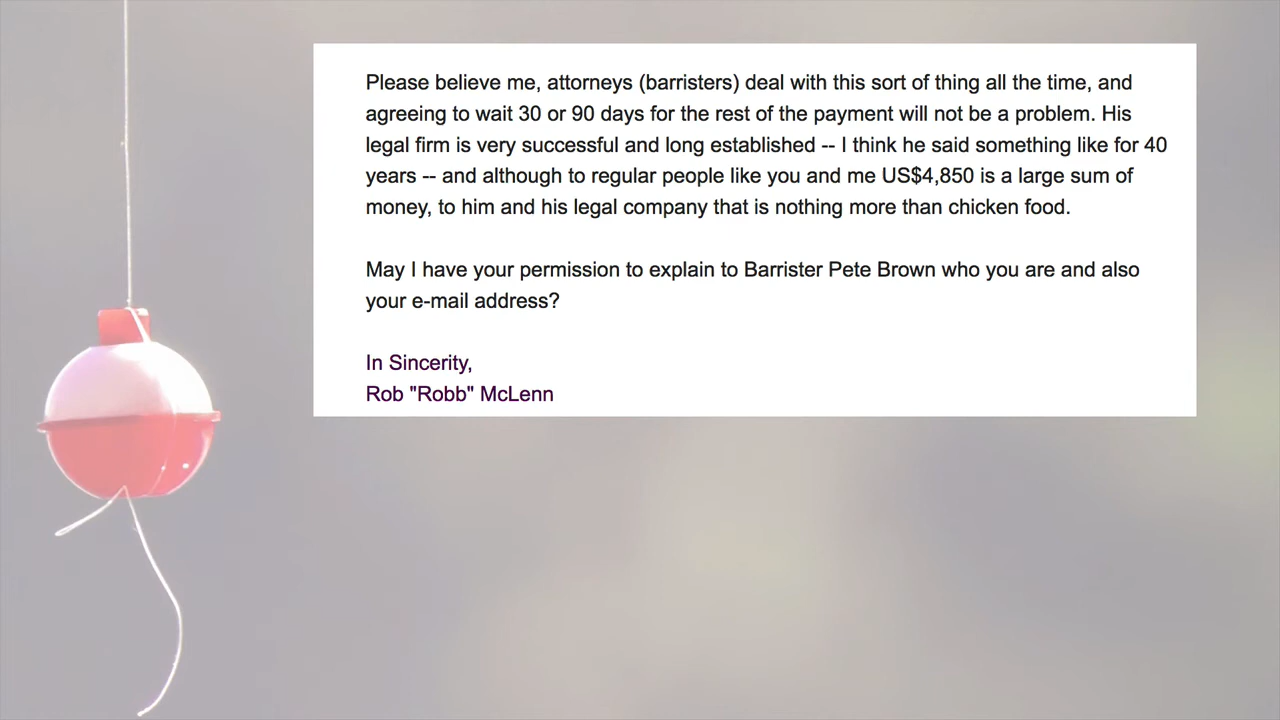 Please believe me, attorneys (barristers) deal with this sort of thing all the time, and
agreeing to wait 30 or 90 days for the rest of the payment will not be a problem. His
legal firm is very successful and long established -- I think he said something like for 40
years -- and although to regular people like you and me US$4,850 is a large sum of
money, to him and his legal company that is nothing more than chicken food.
May I have your permission to explain to Barrister Pete Brown who you are and also
your e-mail address?
In Sincerity,
Rob "Robb" McLenn